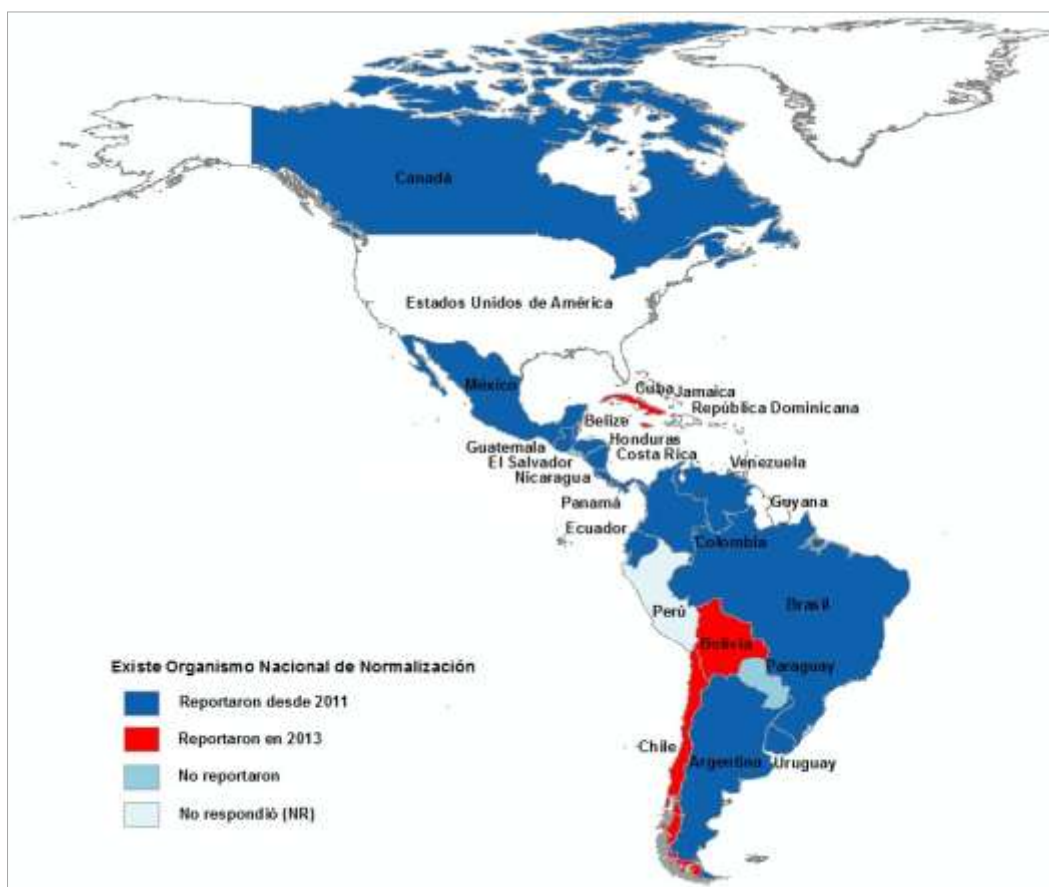 Canadá
Estados Unidos de América
México
Cuba
Jamaica
República Dominicana
Belize
Guatemala
Honduras
El Salvador
Costa Rica
Nicaragua
Venezuela
Panamá
Guyana
Ecuador
Colombia
Perú
Brasil
Bolivia
Paraguay
Chile
Argentina
Uruguay
Existe Organismo Nacional de Normalización
Reportaron desde 2011
Reportaron en 2013
No reportaron
No respondió (NR)